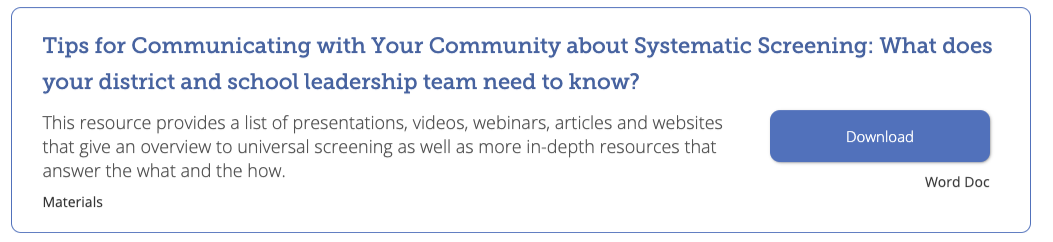 Tips for Communicating with Your Community about Systematic Screening: What does
your district and school leadership team need to know?
This resource provides a list of presentations, videos, webinars, articles and websites
that give an overview to universal screening as well as more in-depth resources that
answer the what and the how.
Materials
Download
Word Doc